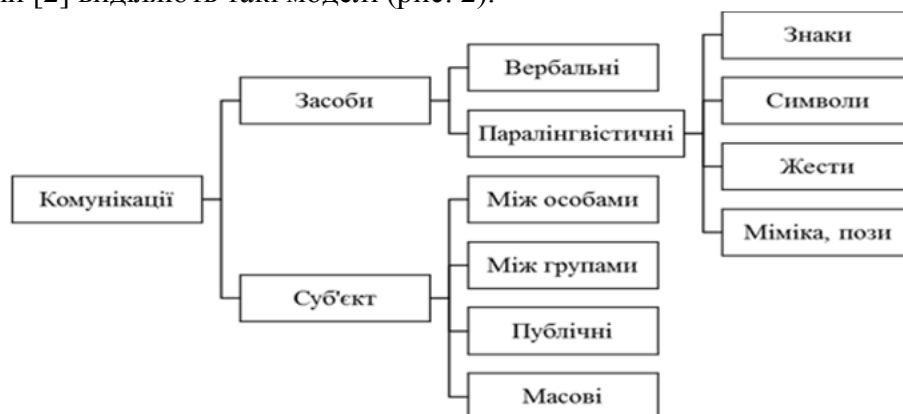 [2] виділяють такі моделі (рис. 2).
Комунікації
Засоби
Вербальні
Паралінгвістичні
Знаки
Символи
Жести
Міміка, пози
Суб'єкт
Між особами
Між групами
Публічні
Масові